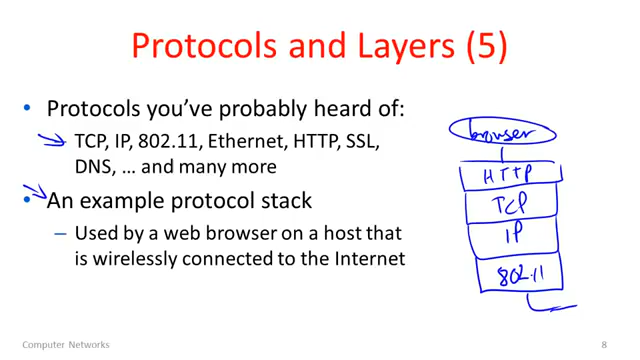 Protocols and Layers (5)
• Protocols you've probably heard of:
TCP, IP, 802.11, Ethernet, HTTP, SSL,
DNS, … and many more
• An example protocol stack
– Used by a web browser on a host that
is wirelessly connected to the Internet
browser
HTTP
TCP
IP
802.11
Computer Networks
8